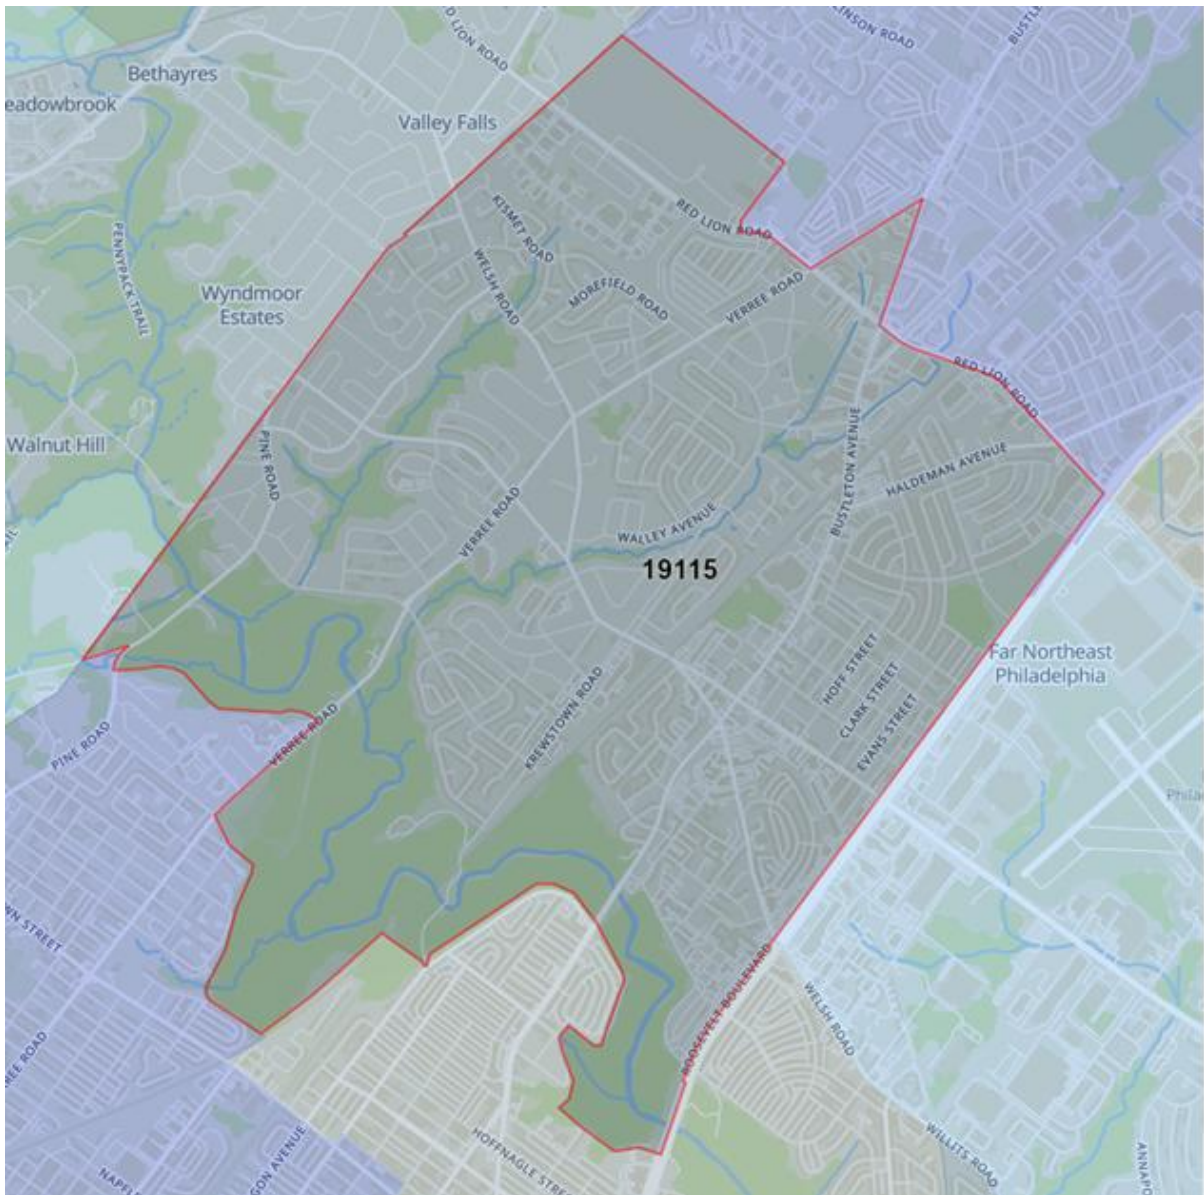 LINSON ROAD
BUSTLE
D LION ROAD
Bethayres
eadowbrook
Valley Falls
KISMET ROAD
RED LION ROAD
PENNYPACK TRAIL
WELSH ROAD
Wyndmoor
Estates
MOREFIELD ROAD
VERREE ROAD
RED LION ROAD
Walnut Hill
PINE ROAD
BUSTLETON AVENUE
HALDEMAN AVENUE
VERREE ROAD
WALLEY AVENUE
AIL
19115
Far Northeast
Philadelphia
HOFF STREET
CLARK STREET
EVANS STREET
KREWSTOWN ROAD
PINE ROAD
VERREE ROAD
Phila
WN STREET
ROOSEVELT BOULEVARD
WELSH ROAD
REE ROAD
HOFFNAGLE STRE
WILLITS ROAD
ANNAPO
NAPFL
GON AVENUE